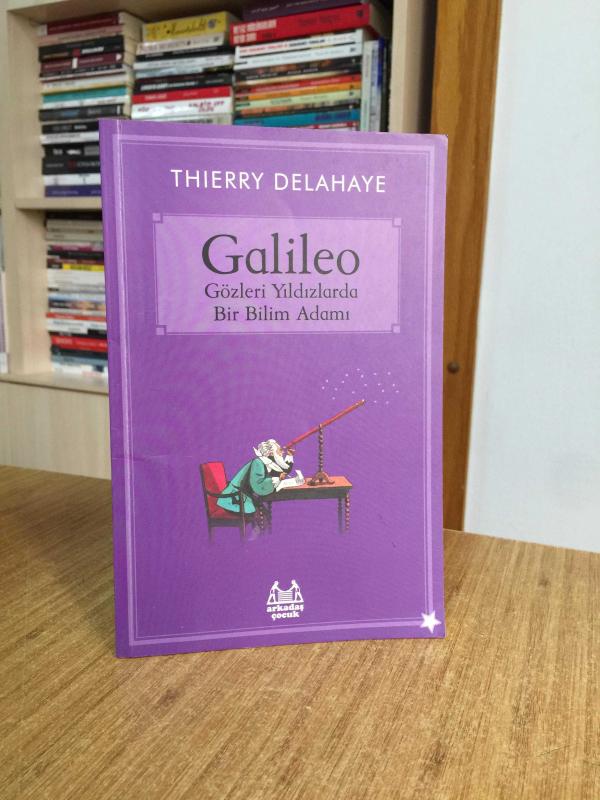 THIERRY DELAHAYE
Galileo
Gözleri Yıldızlarda
Bir Bilim Adamı
arkadaş
çocuk